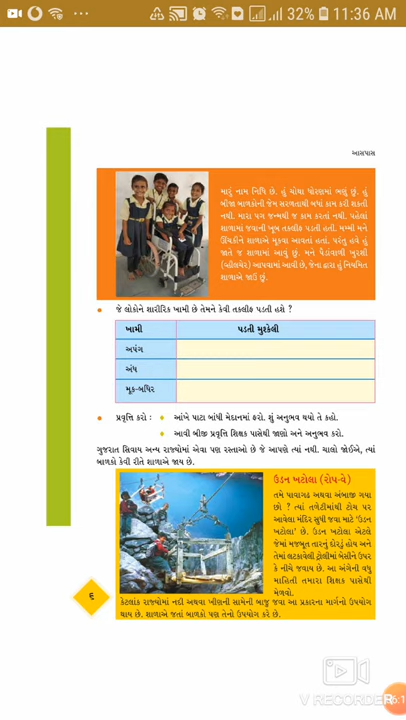 32% 11:36 AM
આસપાસ
મારું નામ નિધિ છે. હું ચોથા ધોરણમાં ભણું છું. હું
બીજા બાળકોની જેમ સરળતાથી બધાં કામ કરી શકતી
નથી. મારા પગ જન્મથી જ કામ કરતાં નથી. પહેલાં
શાળામાં જવાની ખૂબ તકલીફ પડતી હતી. મમ્મી મને
ઊંચકીને શાળાએ મૂકવા આવતાં હતાં. પરંતુ હવે હું
જાતે જ શાળામાં આવું છું. મને પૈડાંવાળી ખુરશી
(વ્હીલચેર) આપવામાં આવી છે, જેના દ્વારા હું નિયમિત
શાળાએ જાઉં છું.
• જે લોકોને શારીરિક ખામી છે તેમને કેવી તકલીફ પડતી હશે ?
ખામી પડતી મુશ્કેલી
અપંગ
અંધ
મૂક-બધિર
• પ્રવૃત્તિ કરો : • આંખે પાટા બાંધી મેદાનમાં ફરો. શું અનુભવ થયો તે કહો.
• આવી બીજી પ્રવૃત્તિ શિક્ષક પાસેથી જાણો અને અનુભવ કરો.
ગુજરાત સિવાય અન્ય રાજ્યોમાં એવા પણ રસ્તાઓ છે જે આપણે ત્યાં નથી. ચાલો જોઈએ, ત્યાં
બાળકો કેવી રીતે શાળાએ જાય છે.
ઉડન ખટોલા (રોપ-વે)
તમે પાવાગઢ અથવા અંબાજી ગયા
છો ? ત્યાં તળેટીમાંથી ટોચ પર
આવેલા મંદિર સુધી જવા માટે 'ઉડન
ખટોલા' છે. ઉડન ખટોલા એટલે
જેમાં મજબૂત તારનું દોરડું હોય અને
તેમાં લટકાવેલી ટ્રોલીમાં બેસીને ઉપર
કે નીચે જવાય છે. આ અંગેની વધુ
માહિતી તમારા શિક્ષક પાસેથી
મેળવો.
કેટલાંક રાજ્યોમાં નદી અથવા ખીણની સામેની બાજુ જવા આ પ્રકારના માર્ગનો ઉપયોગ
થાય છે. શાળાએ જતાં બાળકો પણ તેનો ઉપયોગ કરે છે.
૬
V RECORDER